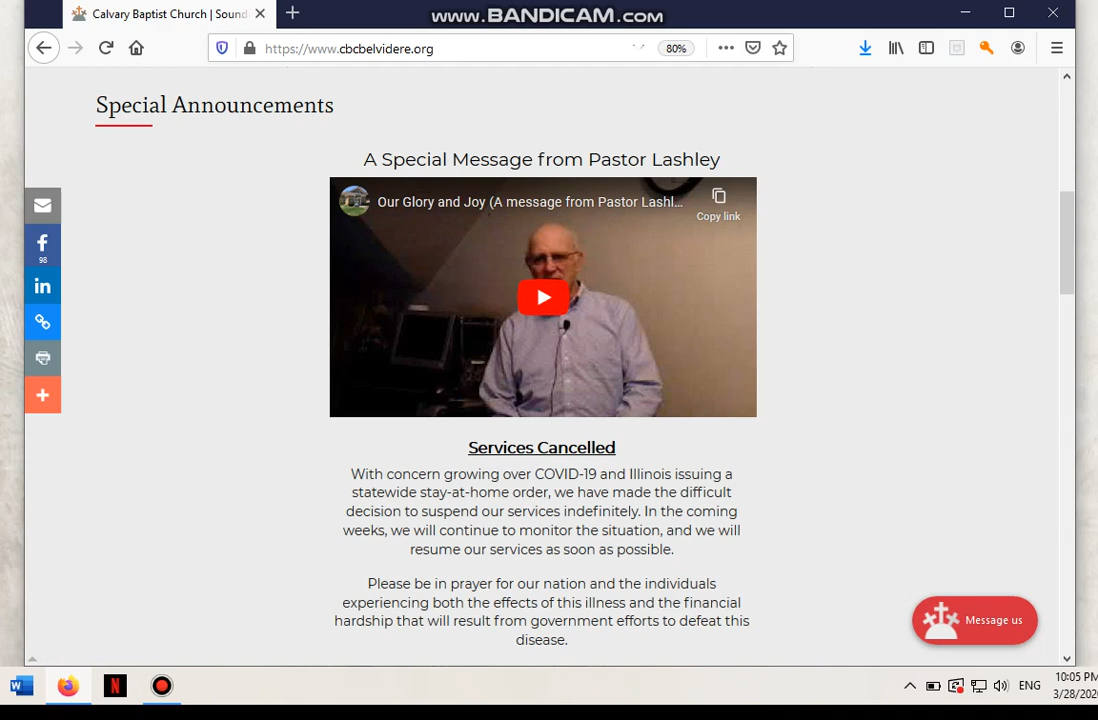 www.BANDICAM.com
Calvary Baptist Church | Sound
https://www.cbcbelvidere.org
80%
Special Announcements
A Special Message from Pastor Lashley
Our Glory and Joy (A message from Pastor Lashl...
Copy link
98
Services Cancelled
With concern growing over COVID-19 and Illinois issuing a
statewide stay-at-home order, we have made the difficult
decision to suspend our services indefinitely. In the coming
weeks, we will continue to monitor the situation, and we will
resume our services as soon as possible.
Please be in prayer for our nation and the individuals
experiencing both the effects of this illness and the financial
hardship that will result from government efforts to defeat this
disease.
Message us
ENG
10:05 PM
3/28/202